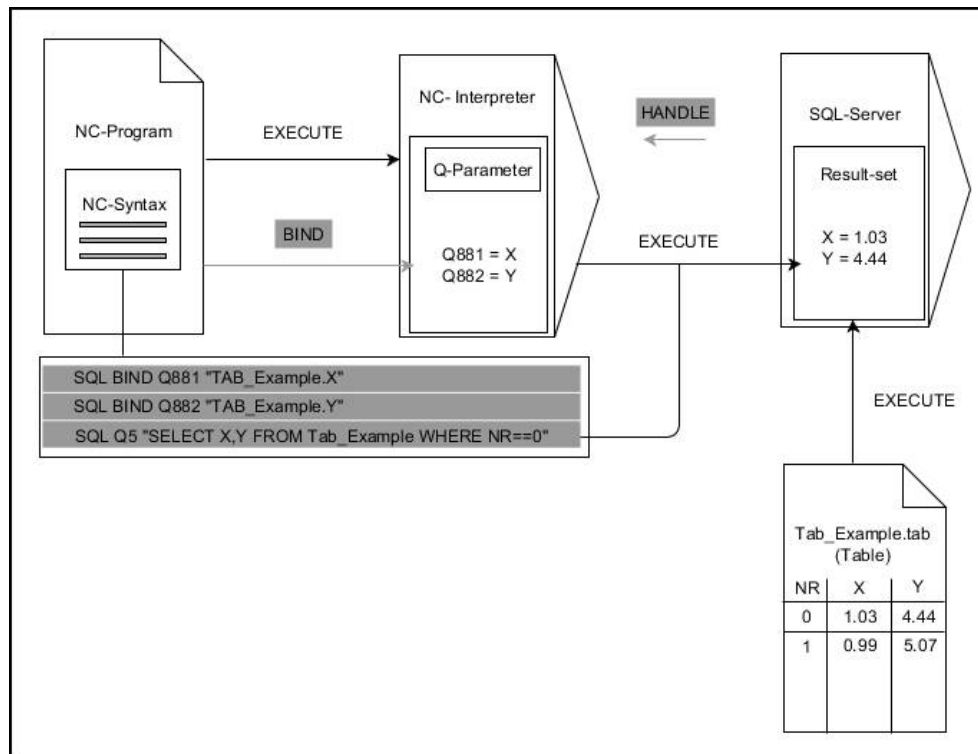 NC-Program
NC-Syntax
EXECUTE
BIND
NC- Interpreter
Q-Parameter
Q881 = X
Q882 = Y
HANDLE
EXECUTE
SQL-Server
Result-set
X = 1.03
Y = 4.44
SQL BIND Q881 "TAB_Example.X"
SQL BIND Q882 "TAB_Example.Y"
SQL Q5 "SELECT X,Y FROM Tab_Example WHERE NR==0"
EXECUTE
Tab_Example.tab
(Table)
NR X Y
0 1.03 4.44
1 0.99 5.07